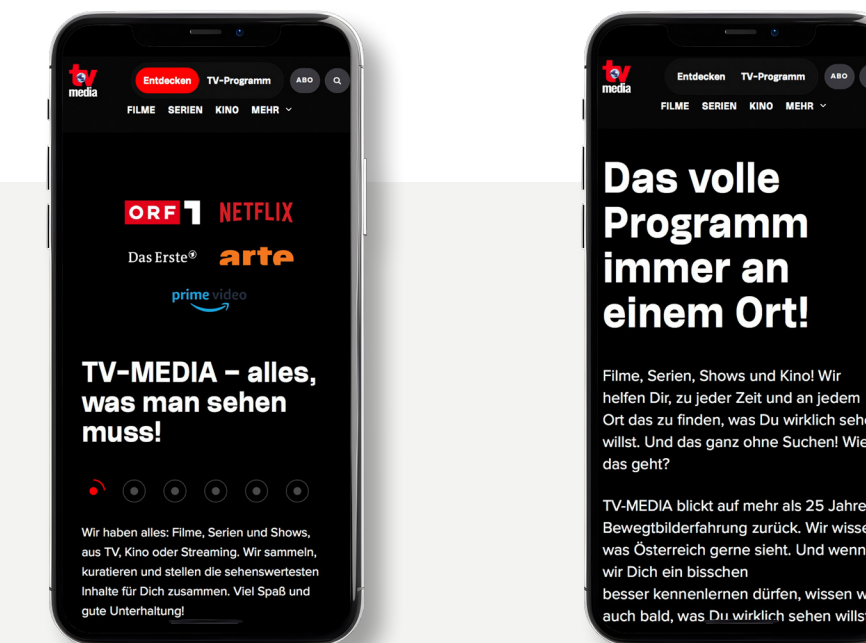 tv
media
Entdecken
TV-Programm
ABO
FILME SERIEN KINO MEHR
ORF 1 NETFLIX
Das Erste arte
prime video
TV-MEDIA – alles,
was man sehen
muss!
Wir haben alles: Filme, Serien und Shows,
aus TV, Kino oder Streaming. Wir sammeln,
kuratieren und stellen die sehenswertesten
Inhalte für Dich zusammen. Viel Spaß und
gute Unterhaltung!
tv
media
Entdecken
TV-Programm
ABO
FILME SERIEN KINO MEHR
Das volle
Programm
immer an
einem Ort!
Filme, Serien, Shows und Kino! Wir
helfen Dir, zu jeder Zeit und an jedem
Ort das zu finden, was Du wirklich
willst. Und das ganz ohne Suchen!
das geht?
TV-MEDIA blickt auf mehr als 25 Jahre
Bewegtbilderfahrung zurück. Wir
was Österreich gerne sieht. Und wenn
wir Dich ein bisschen
besser kennenlernen dürfen, wissen
auch bald, was Du wirklich sehen